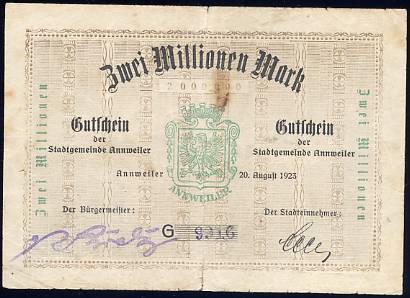 Zwei Millionen Mark
2000000
Zwei Millionen
Zwei Millionen
Gutschein
der
Stadtgemeinde Annweiler
Gutschein
der
Stadtgemeinde Annweiler
Annweiler
20. August 1923
ANNWEILER
Der Bürgermeister:
Der Stadteinnehmer:
G